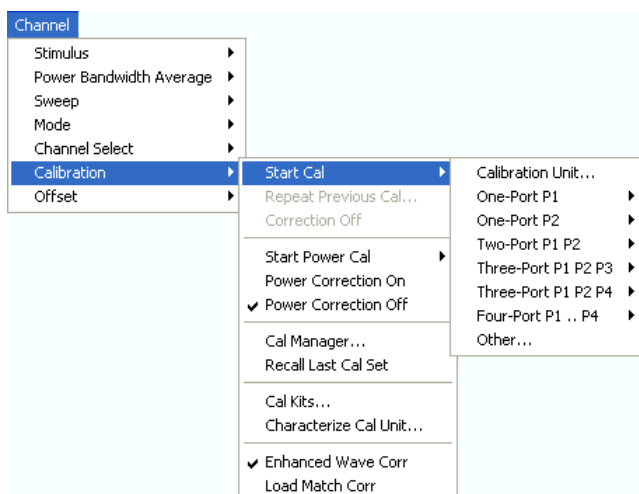 Channel
Stimulus
Power Bandwidth Average
Sweep
Mode
Channel Select
Calibration
Offset
Start Cal
Repeat Previous Cal...
Correction Off
Start Power Cal
Power Correction On
Power Correction Off
Cal Manager...
Recall Last Cal Set
Cal Kits...
Characterize Cal Unit...
Enhanced Wave Corr
Load Match Corr
Calibration Unit...
One-Port P1
One-Port P2
Two-Port P1 P2
Three-Port P1 P2 P3
Three-Port P1 P2 P4
Four-Port P1 .. P4
Other...